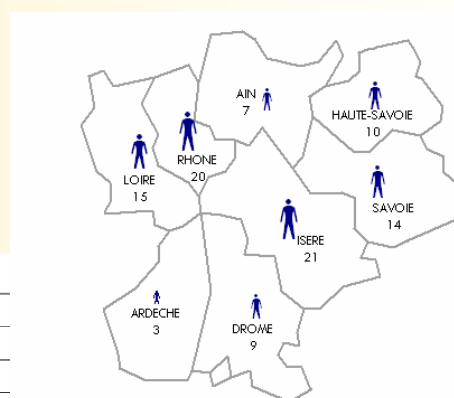 AIN
7
HAUTE-SAVOIE
10
RHONE
20
LOIRE
15
SAVOIE
14
ISERE
21
ARDECHE
3
DROME
9